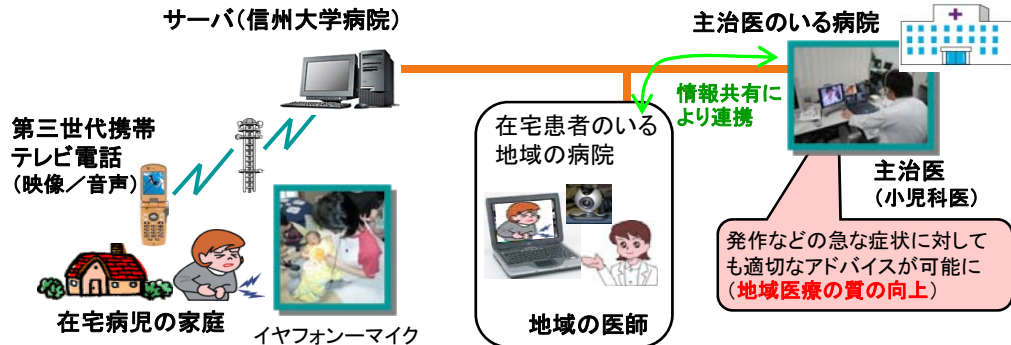 サーバ(信州大学病院)
主治医のいる病院
第三世代携帯
テレビ電話
(映像/音声)
在宅患者のいる
地域の病院
情報共有に
より連携
主治医
(小児科医)
発作などの急な症状に対して
も適切なアドバイスが可能に
(地域医療の質の向上)
在宅病児の家庭
イヤフォンーマイク
地域の医師